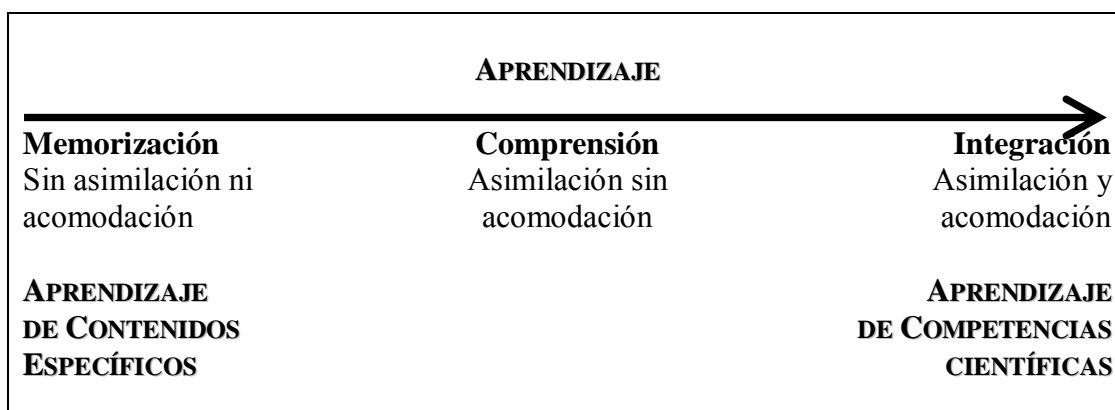 APRENDIZAJE
Memorización
Sin asimilación ni
acomodación
Comprensión
Asimilación sin
acomodación
Integración
Asimilación y
acomodación
APRENDIZAJE
DE CONTENIDOS
ESPECÍFICOS
APRENDIZAJE
DE COMPETENCIAS
CIENTÍFICAS